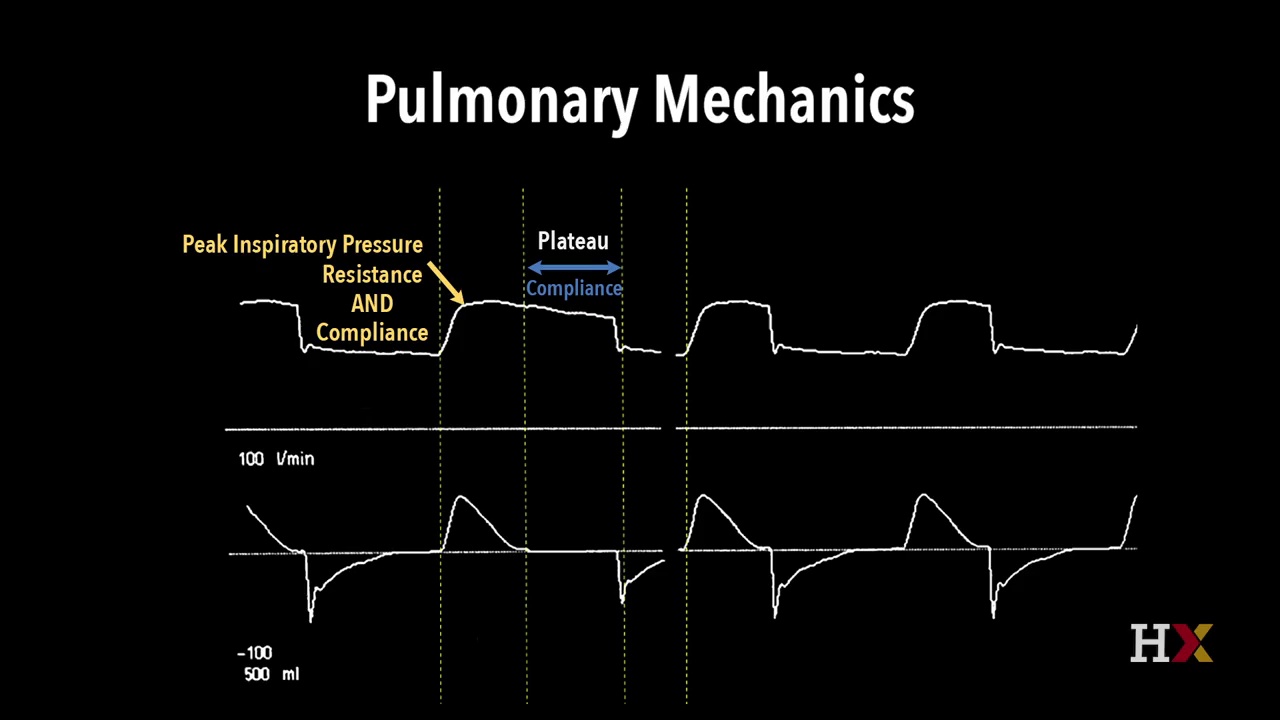 Pulmonary Mechanics
Peak Inspiratory Pressure
Resistance
AND
Compliance
Plateau
Compliance
100 l/min
-100
500 ml
HX